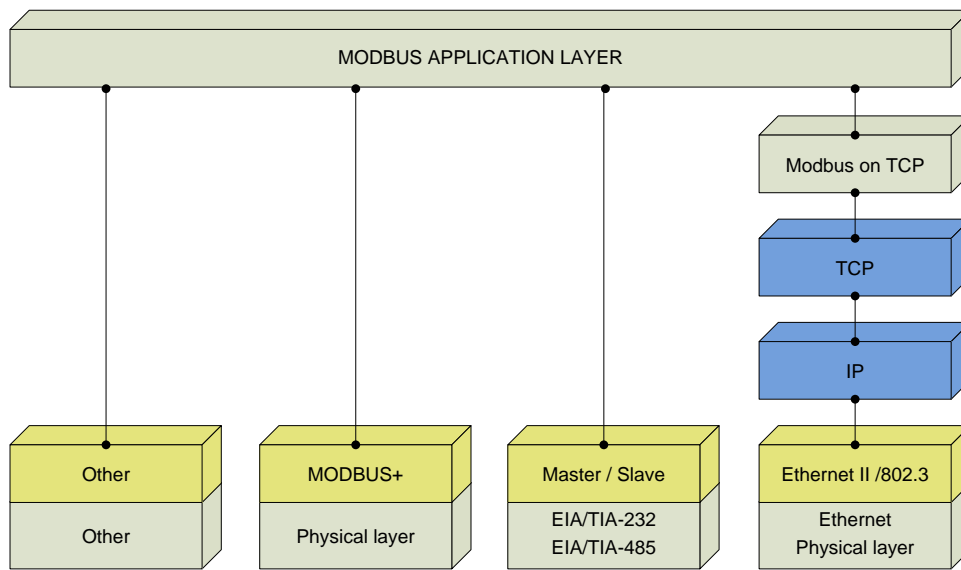 MODBUS APPLICATION LAYER
Modbus on TCP
TCP
IP
Other
MODBUS+
Master / Slave
Ethernet II /802.3
Other
Physical layer
EIA/TIA-232
EIA/TIA-485
Ethernet
Physical layer